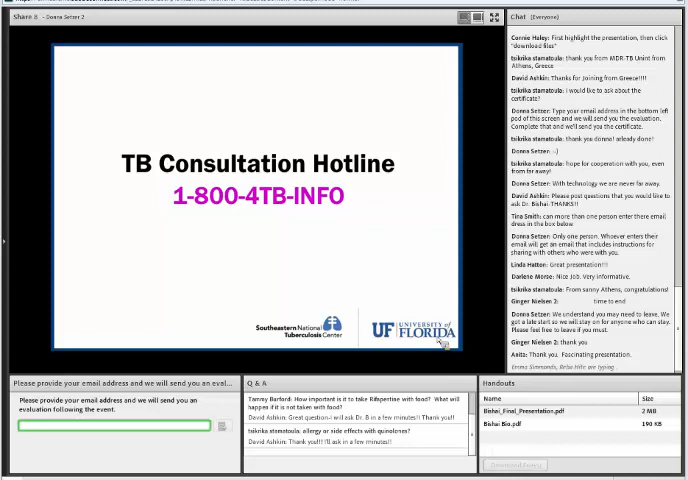 Share 8 - Donna Setzer 2
TB Consultation Hotline
1-800-4TB-INFO
Southeastern National
Tuberculosis Center
UF UNIVERSITY of
FLORIDA
Chat (Everyone)
Connie Haley: First highlight the presentation, then click
"download files"
tsikrika stamatoula: thank you from MDR-TB Unint from
Athens, Greece
David Ashkin: Thanks for Joining from Greece!!!!
tsikrika stamatoula: i would like to ask about the
certificate?
Donna Setzer: Type your email address in the bottom left
pod of this screen and we will send you the evaluation.
Complete that and we'll send you the certificate.
tsikrika stamatoula: thank you donna! arleady done!
Donna Setzer: :-)
tsikrika stamatoula: hope for cooperation with you, even
from far away!
Donna Setzer: With technology we are never far away.
David Ashkin: Please post questions that you would like to
ask Dr. Bishai: THANKS!!
Tina Smith: can more than one person enter there email
dress in the box below
Donna Setzer: Only one person. Whoever enters their
email will get an email that includes instructions for
sharing with others who were with you.
Linda Hatton: Great presentation!!!
Darlene Morse: Nice Job. Very informative.
tsikrika stamatoula: From sunny Athens, congratulations!
Ginger Nielsen 2: time to end
Donna Setzer: We understand you may need to leave. We
got a late start so we will stay on for anyone who can stay.
Please feel free to leave if you must.
Ginger Nielsen 2: thank you
Anita: Thank you. Fascinating presentation.
are typing
Please provide your email address and we will send you an eval...
Please provide your email address and we will send you an
evaluation following the event.
Q & A
Tammy Burford: How important is it to take Rifapentine with food? What will
happen if it is not taken with food?
David Ashkin: Great question-I will ask Dr. B in a few minutes!! Thank you!!
tsikrika stamatoula: allergy or side effects with quinolones?
David Ashkin: Thank you!!! I'll ask in a few minutes!!
Handouts
Name Size
Bishai_Final_Presentation.pdf 2 MB
Bishai Bio.pdf 190 KB